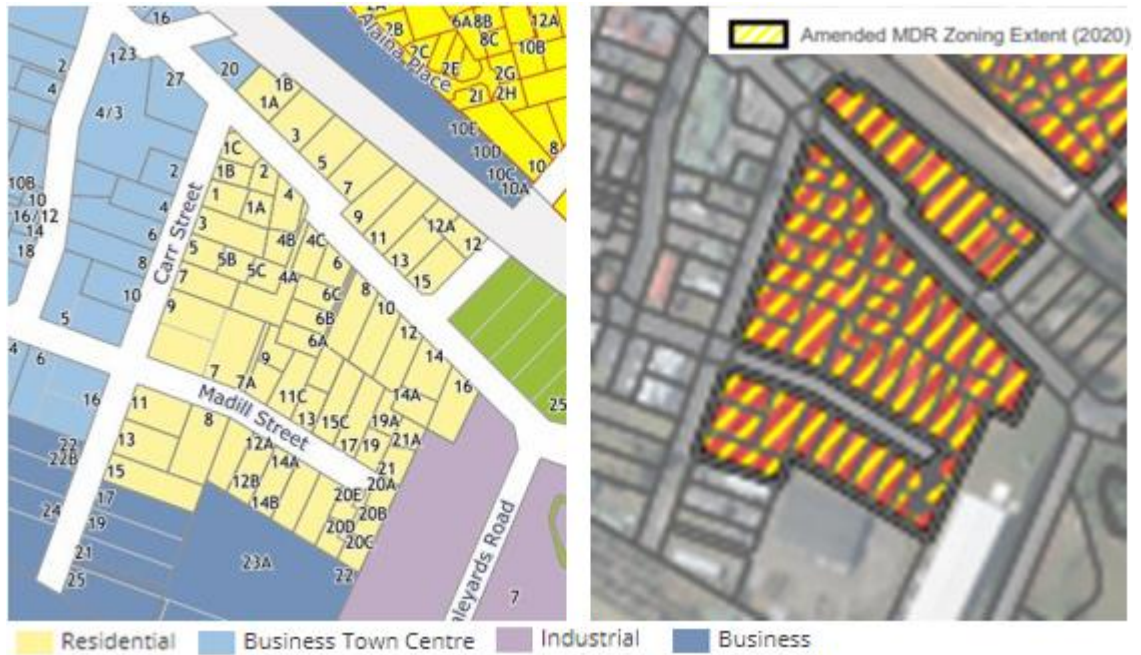 16
23
1
27
2
4
4/3
20
1B
1A
2A
2B
2C
6A
8B
8C
12A
10B
2E
2G
2H
2I
Ajaina Place
10E
10D
10C
10A
10
8
3
5
7
9
11
13
15
12A
12
1C
1B
2
1
1A
4
3
4B
4C
5
5B
5C
4A
6
7
6C
6B
6A
8
10
12
14
16
9
Carr Street
2
4
6
8
10
10B
10
16/12
14
18
5
4
6
16
7
7A
9
11C
13
15C
14A
19A
17
19
21A
21
Madill Street
11
8
13
15
12A
14A
12B
14B
20A
20E
20B
20D
20C
22
22
22B
17
24
19
21
25
23A
25
7
aleyards Road
Amended MDR Zoning Extent (2020)
Residential
Business Town Centre
Industrial
Business